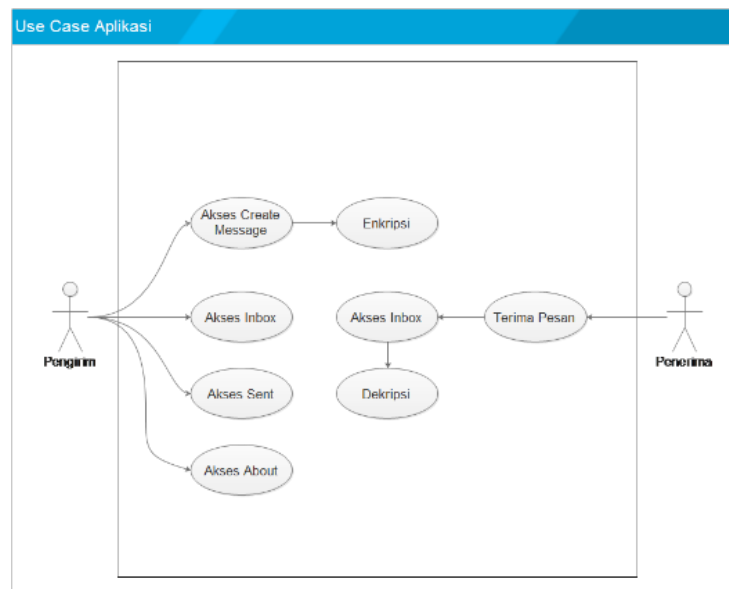 Use Case Aplikasi
Akses Create
Message
Enkripsi
Akses Inbox
Akses Inbox
Terima Pesan
Pengirim
Penerima
Akses Sent
Dekripsi
Akses About